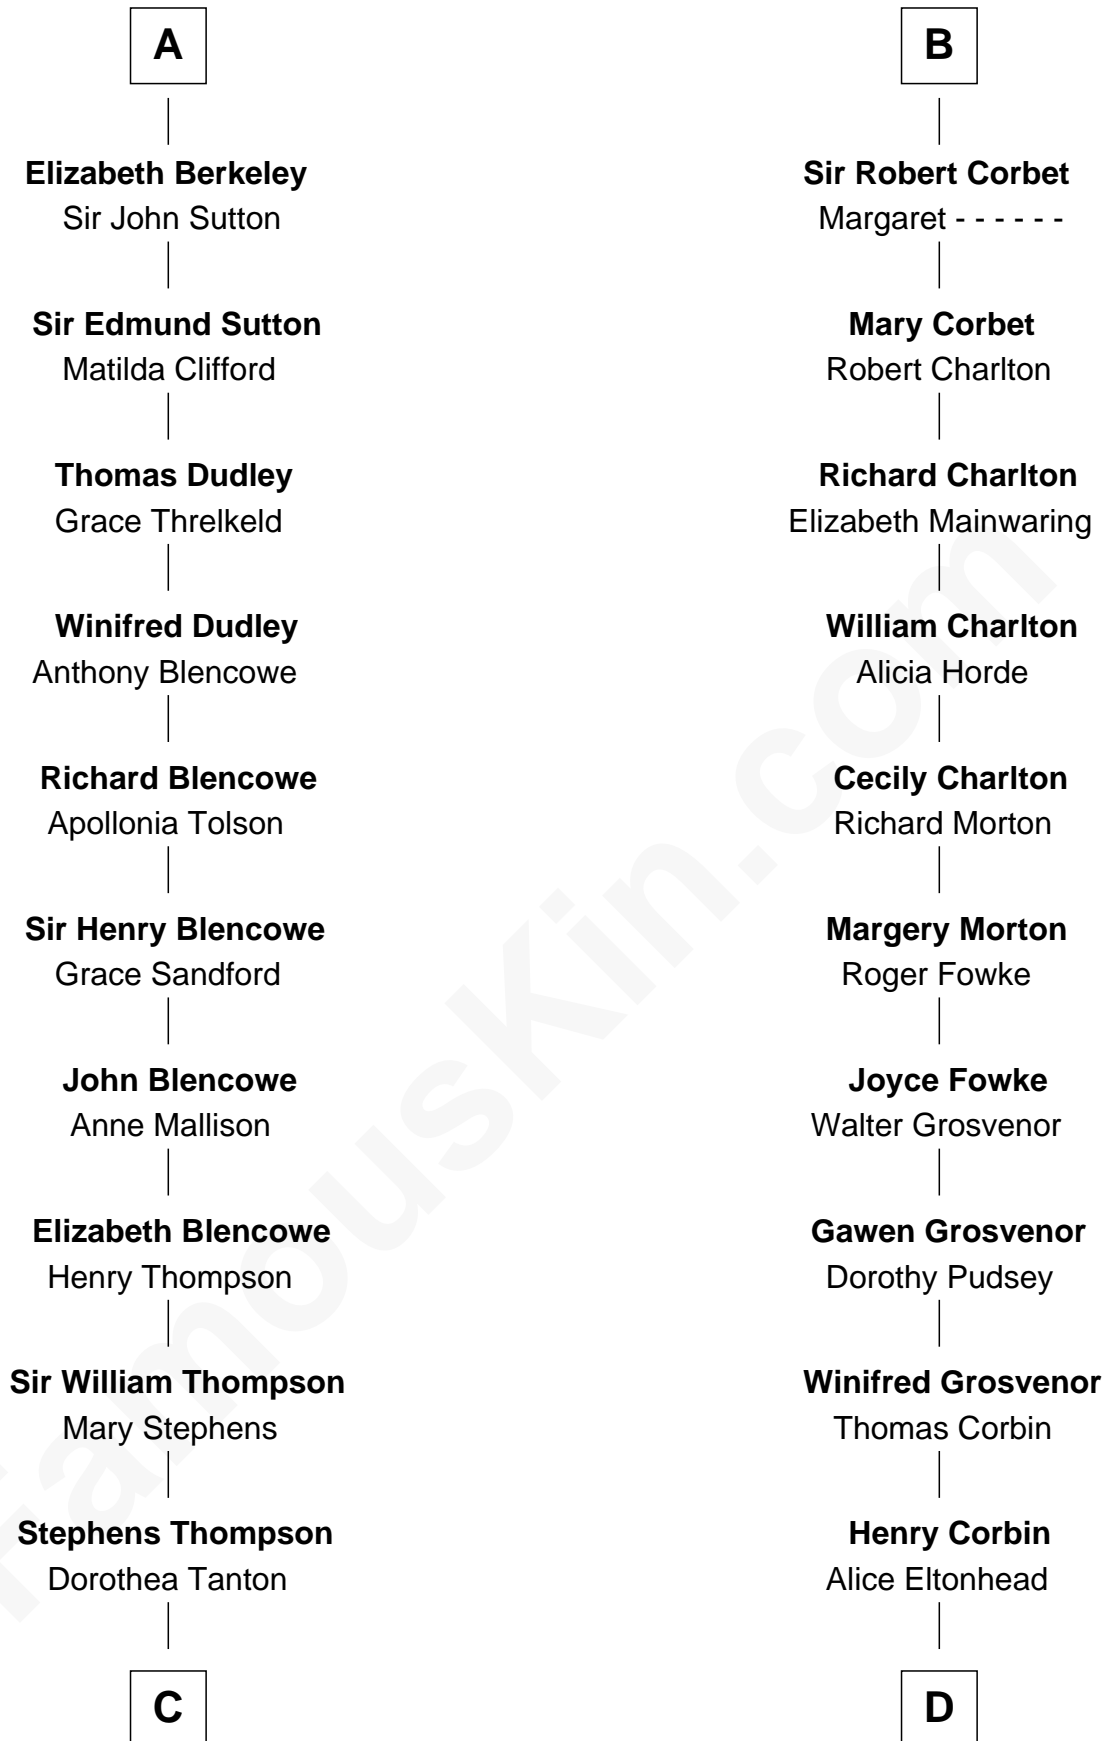 A
Elizabeth Berkeley
Sir John Sutton
Sir Edmund Sutton
Matilda Clifford
Thomas Dudley
Grace Threlkeld
Winifred Dudley
Anthony Blencowe
Richard Blencowe
Apollonia Tolson
Sir Henry Blencowe
Grace Sandford
John Blencowe
Anne Mallison
Elizabeth Blencowe
Henry Thompson
Sir William Thompson
Mary Stephens
Stephens Thompson
Dorothea Tanton
C
B
Sir Robert Corbet
Margaret - - - - - -
Mary Corbet
Robert Charlton
Richard Charlton
Elizabeth Mainwaring
William Charlton
Alicia Horde
Cecily Charlton
Richard Morton
Margery Morton
Roger Fowke
Joyce Fowke
Walter Grosvenor
Gawen Grosvenor
Dorothy Pudsey
Winifred Grosvenor
Thomas Corbin
Henry Corbin
Alice Eltonhead
D
FamousKin.com